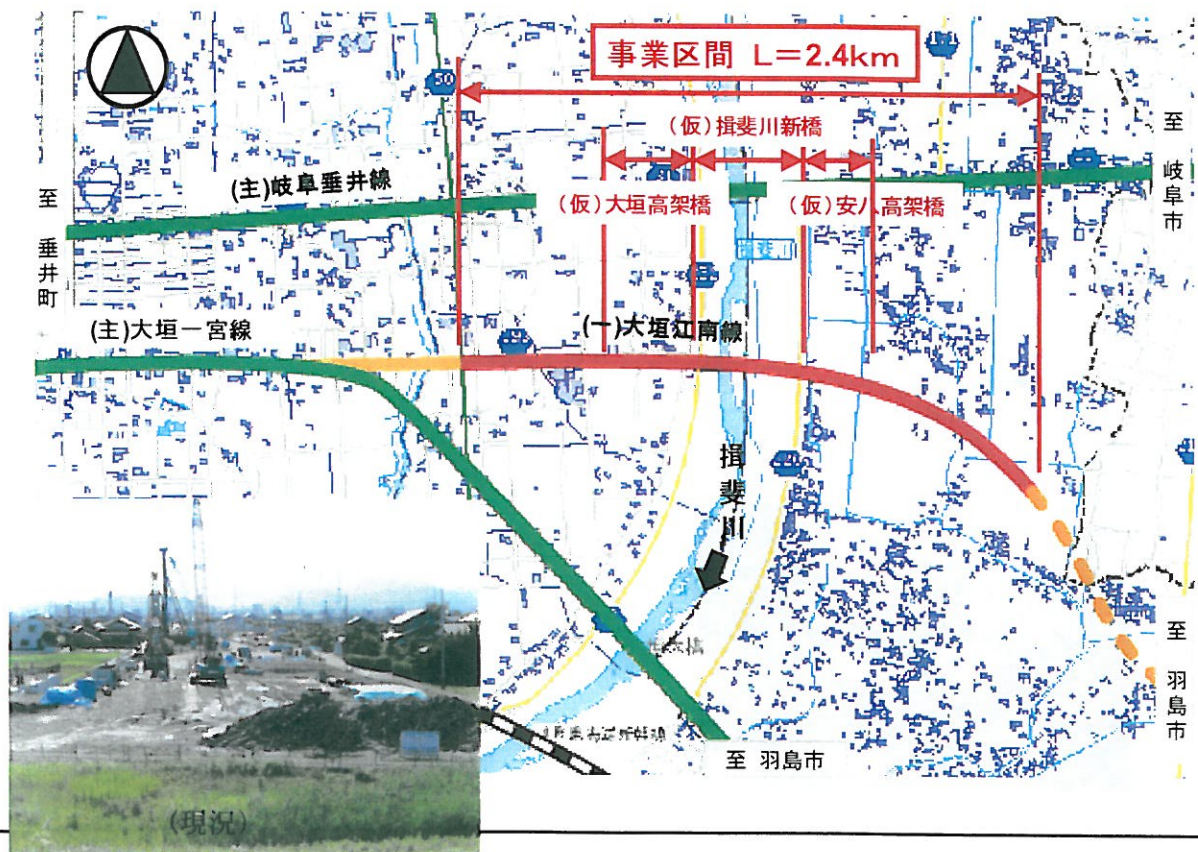 事業区間 L=2.4km
50
(仮)揖斐川新橋
至 岐阜市
(主)岐阜垂井線
至 垂井町
(仮)大垣高架橋
(仮)安八高架橋
揖斐川
(主)大垣一宮線
(一)大垣江南線
揖斐川
至 羽島市
至 羽島市
(現況)